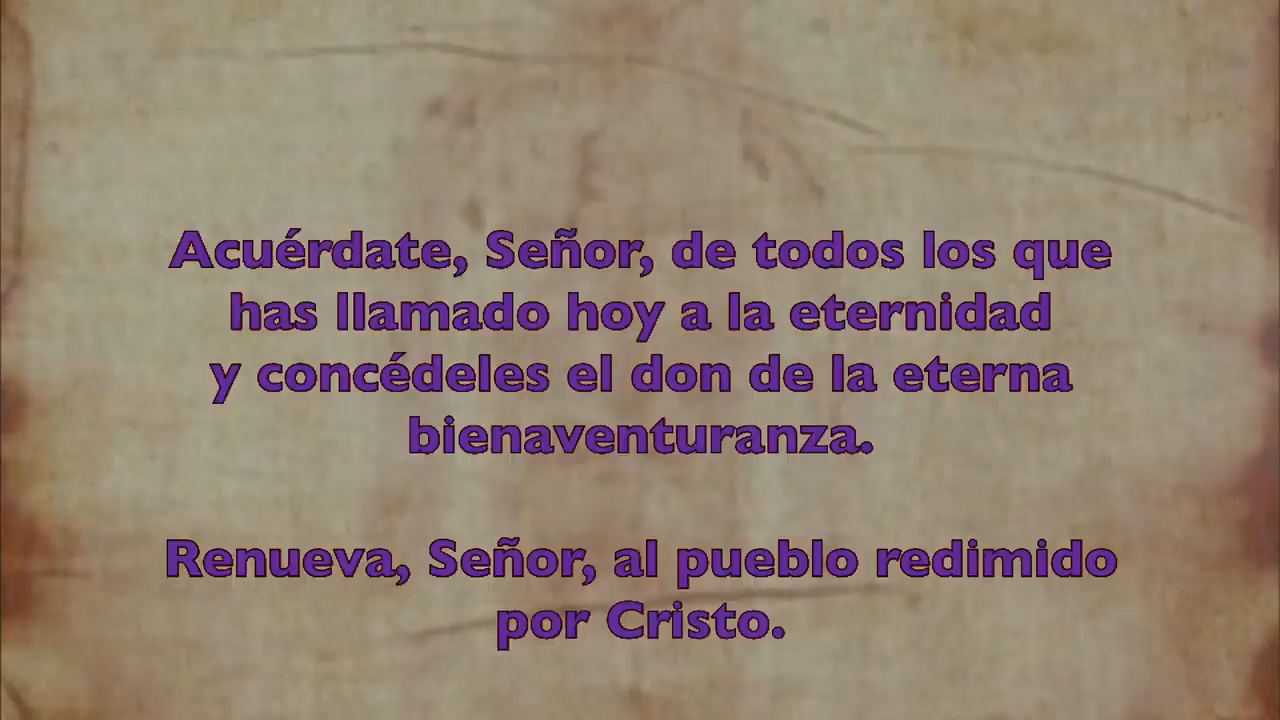 Acuérdate, Señor, de todos los que
has llamado hoy a la eternidad
y concédeles el don de la eterna
bienaventuranza.
Renueva, Señor, al pueblo redimido
por Cristo.